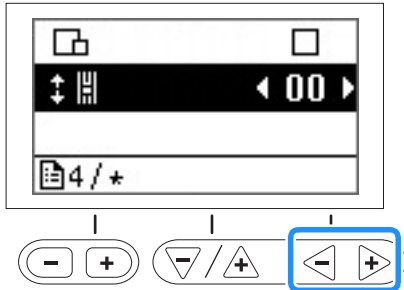 00
4/*
- + - / + - +